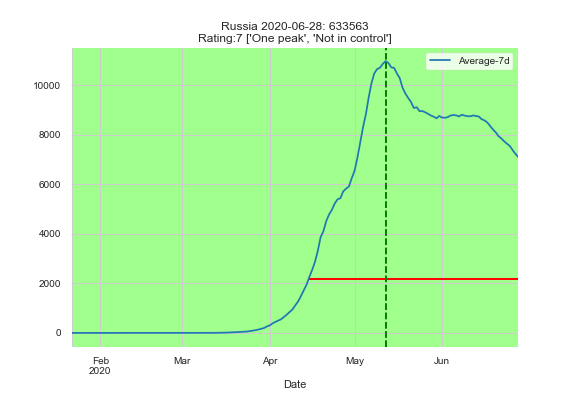 Russia 2020-06-28: 633563
Rating:7 ['One peak', 'Not in control']
Average-7d
10000
8000
6000
4000
2000
0
Feb Mar Apr May Jun
2020
Date